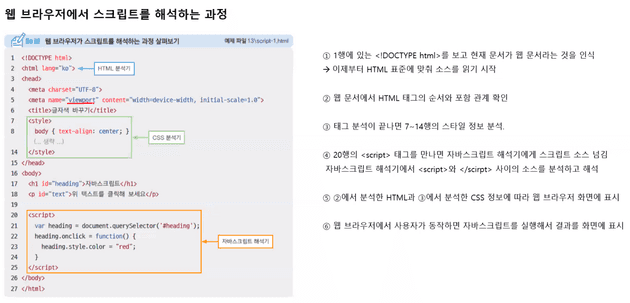 웹 브라우저에서 스크립트를 해석하는 과정
Do it! 웹 브라우저가 스크립트를 해석하는 과정 살펴보기 예제 파일 13\script-1.html
1 <!DOCTYPE html>
2 <html lang="ko"> HTML 분석기
3 <head>
4 <meta charset="UTF-8">
5 <meta name="viewport" content="width=device-width, initial-scale=1.0">
6 <title>글자색 바꾸기</title>
7 <style>
8 body { text-align: center; }
(... 생략 ...) CSS 분석기
14 </style>
15 </head>
16 <body>
17 <h1 id="heading">자바스크립트</h1>
18 <p id="text">위 텍스트를 클릭해 보세요</p>
19
20 <script>
21 var heading = document.querySelector('#heading');
22 heading.onclick = function() {
23 heading.style.color = "red";
24 } 자바스크립트 해석기
25 </script>
26 </body>
27 </html>
① 1행에 있는 <!DOCTYPE html>를 보고 현재 문서가 웹 문서라는 것을 인식
→ 이제부터 HTML 표준에 맞춰 소스를 읽기 시작
② 웹 문서에서 HTML 태그의 순서와 포함 관계 확인
③ 태그 분석이 끝나면 7~14행의 스타일 정보 분석.
④ 20행의 <script> 태그를 만나면 자바스크립트 해석기에게 스크립트 소스 넘김
자바스크립트 해석기에서 <script>와 </script> 사이의 소스를 분석하고 해석
⑤ ②에서 분석한 HTML과 ③에서 분석한 CSS 정보에 따라 웹 브라우저 화면에 표시
⑥ 웹 브라우저에서 사용자가 동작하면 자바스크립트를 실행해서 결과를 화면에 표시